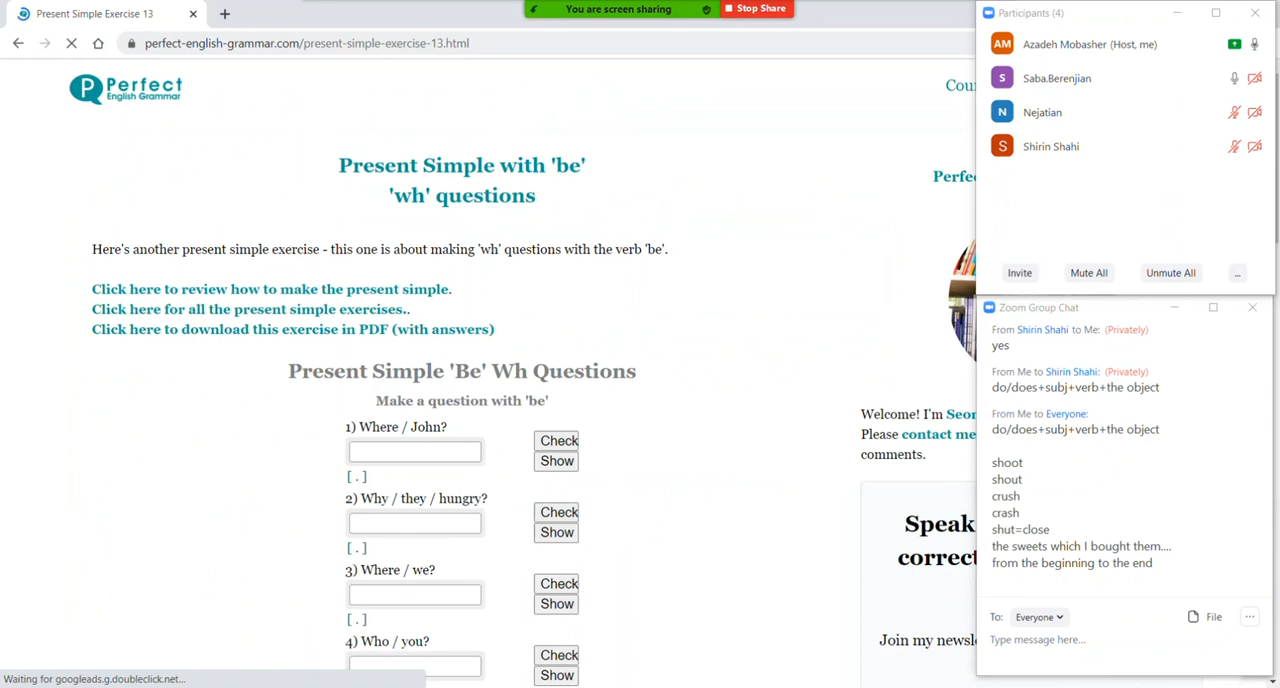 Present Simple Exercise 13
You are screen sharing
Stop Share
perfect-english-grammar.com/present-simple-exercise-13.html
P Perfect
English Grammar
Cour
Present Simple with 'be'
'wh' questions
Perfec
Here's another present simple exercise - this one is about making 'wh' questions with the verb 'be'.
Click here to review how to make the present simple.
Click here for all the present simple exercises..
Click here to download this exercise in PDF (with answers)
Present Simple 'Be' Wh Questions
Make a question with 'be'
1) Where / John?
Check
Show
[ . ]
2) Why / they / hungry?
Check
Show
[ . ]
3) Where / we?
Check
Show
[ . ]
4) Who / you?
Check
Show
Welcome! I'm Seon
Please contact me
comments.
Speak
correct
Join my newsle
Waiting for googleads.g.doubleclick.net...
Participants (4)
AM Azadeh Mobasher (Host, me)
S Saba.Berenjian
N Nejatian
S Shirin Shahi
Invite
Mute All
Unmute All
...
Zoom Group Chat
From Shirin Shahi to Me: (Privately)
yes
From Me to Shirin Shahi: (Privately)
do/does+subj+verb+the object
From Me to Everyone:
do/does+subj+verb+the object
shoot
shout
crush
crash
shut=close
the sweets which I bought them....
from the beginning to the end
To: Everyone
File
...
Type message here...